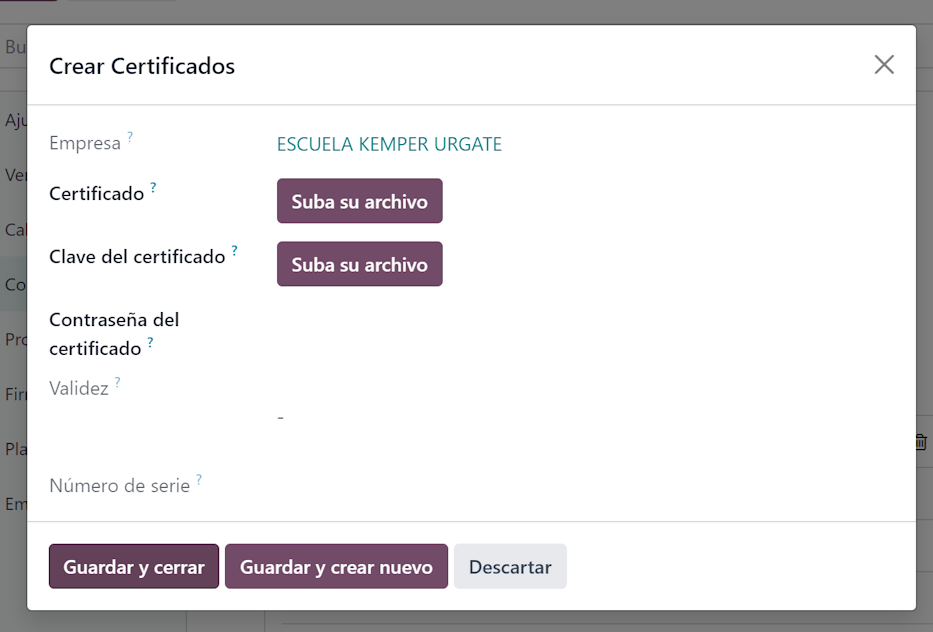 Bu
Crear Certificados
Aju
Empresa ?
ESCUELA KEMPER URGATE
Ver
Certificado ?
Suba su archivo
Cal
Clave del certificado ?
Suba su archivo
Co
Contraseña del
certificado ?
Pro
Validez ?
Firr
-
Pla
Número de serie ?
Em
Guardar y cerrar
Guardar y crear nuevo
Descartar